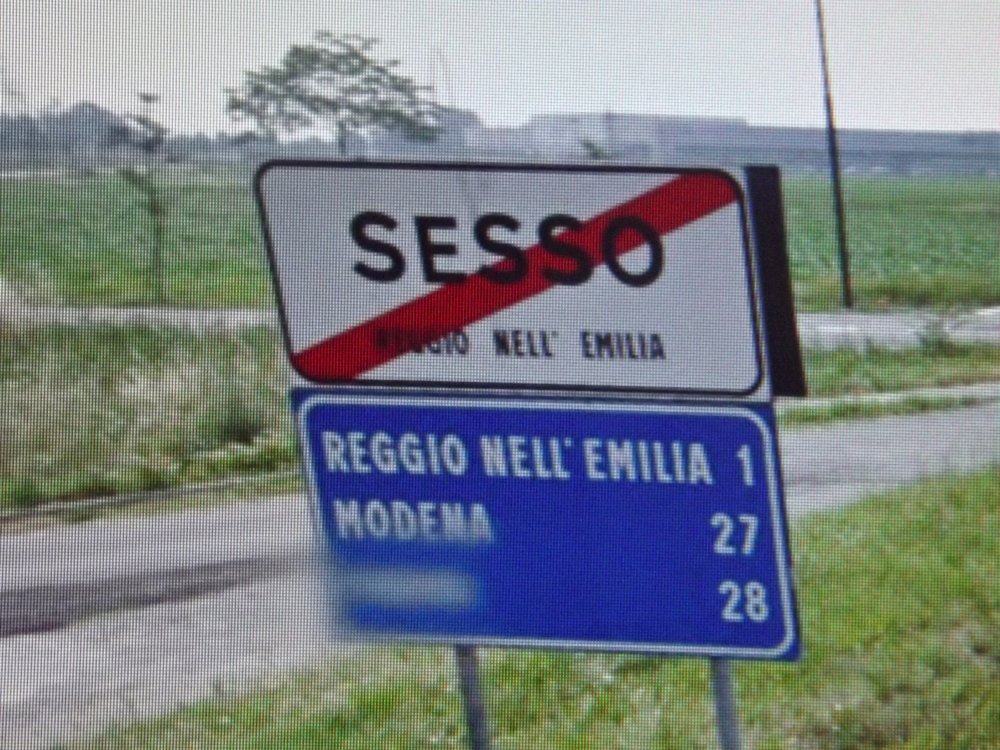 SESSO
REGGIO NELL' EMILIA
REGGIO NELL' EMILIA 1
MODENA 27
28